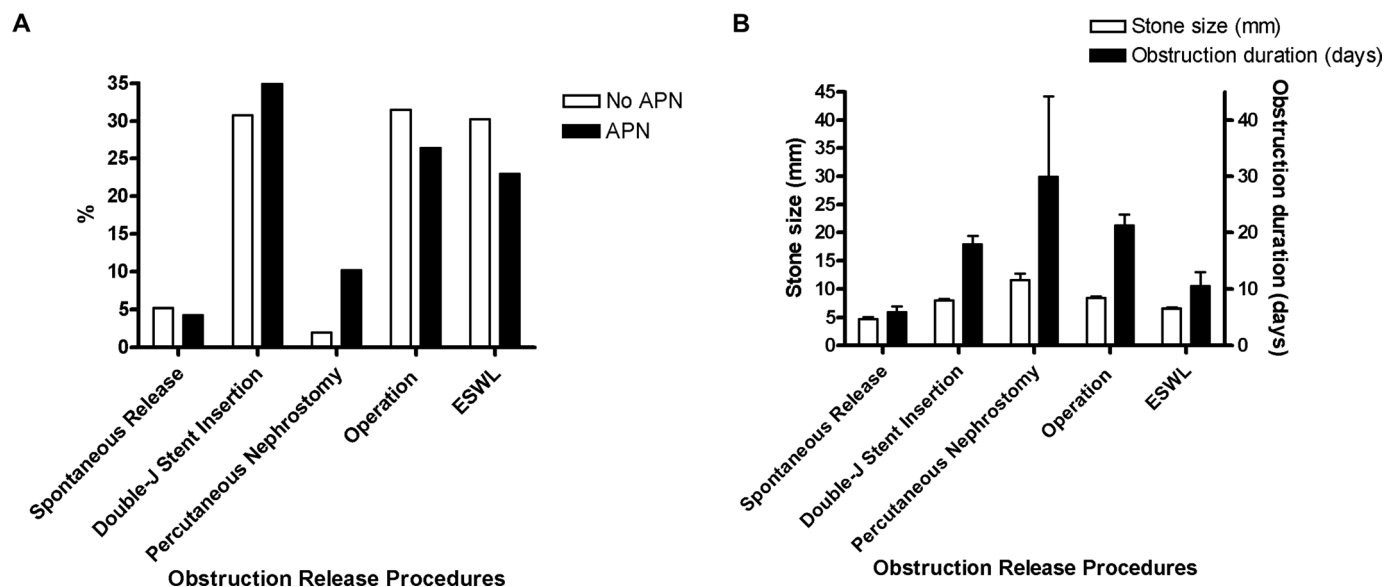 A
35
30
25
20
15
10
5
0
%
No APN
APN
Spontaneous Release
Double-J Stent Insertion
Percutaneous Nephrostomy
Operation
ESWL
Obstruction Release Procedures
B
Stone size (mm)
Obstruction duration (days)
45
40
35
30
25
20
15
10
5
0
Stone size (mm)
40
30
20
10
0
Obstruction duration (days)
Spontaneous Release
Double-J Stent Insertion
Percutaneous Nephrostomy
Operation
ESWL
Obstruction Release Procedures